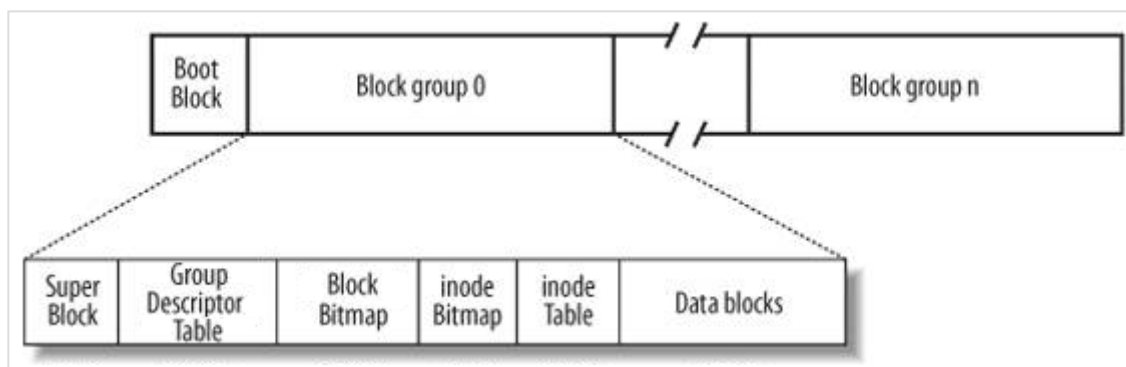 Boot
Block
Block group 0
Block group n
Super
Block
Group
Descriptor
Table
Block
Bitmap
inode
Bitmap
inode
Table
Data blocks